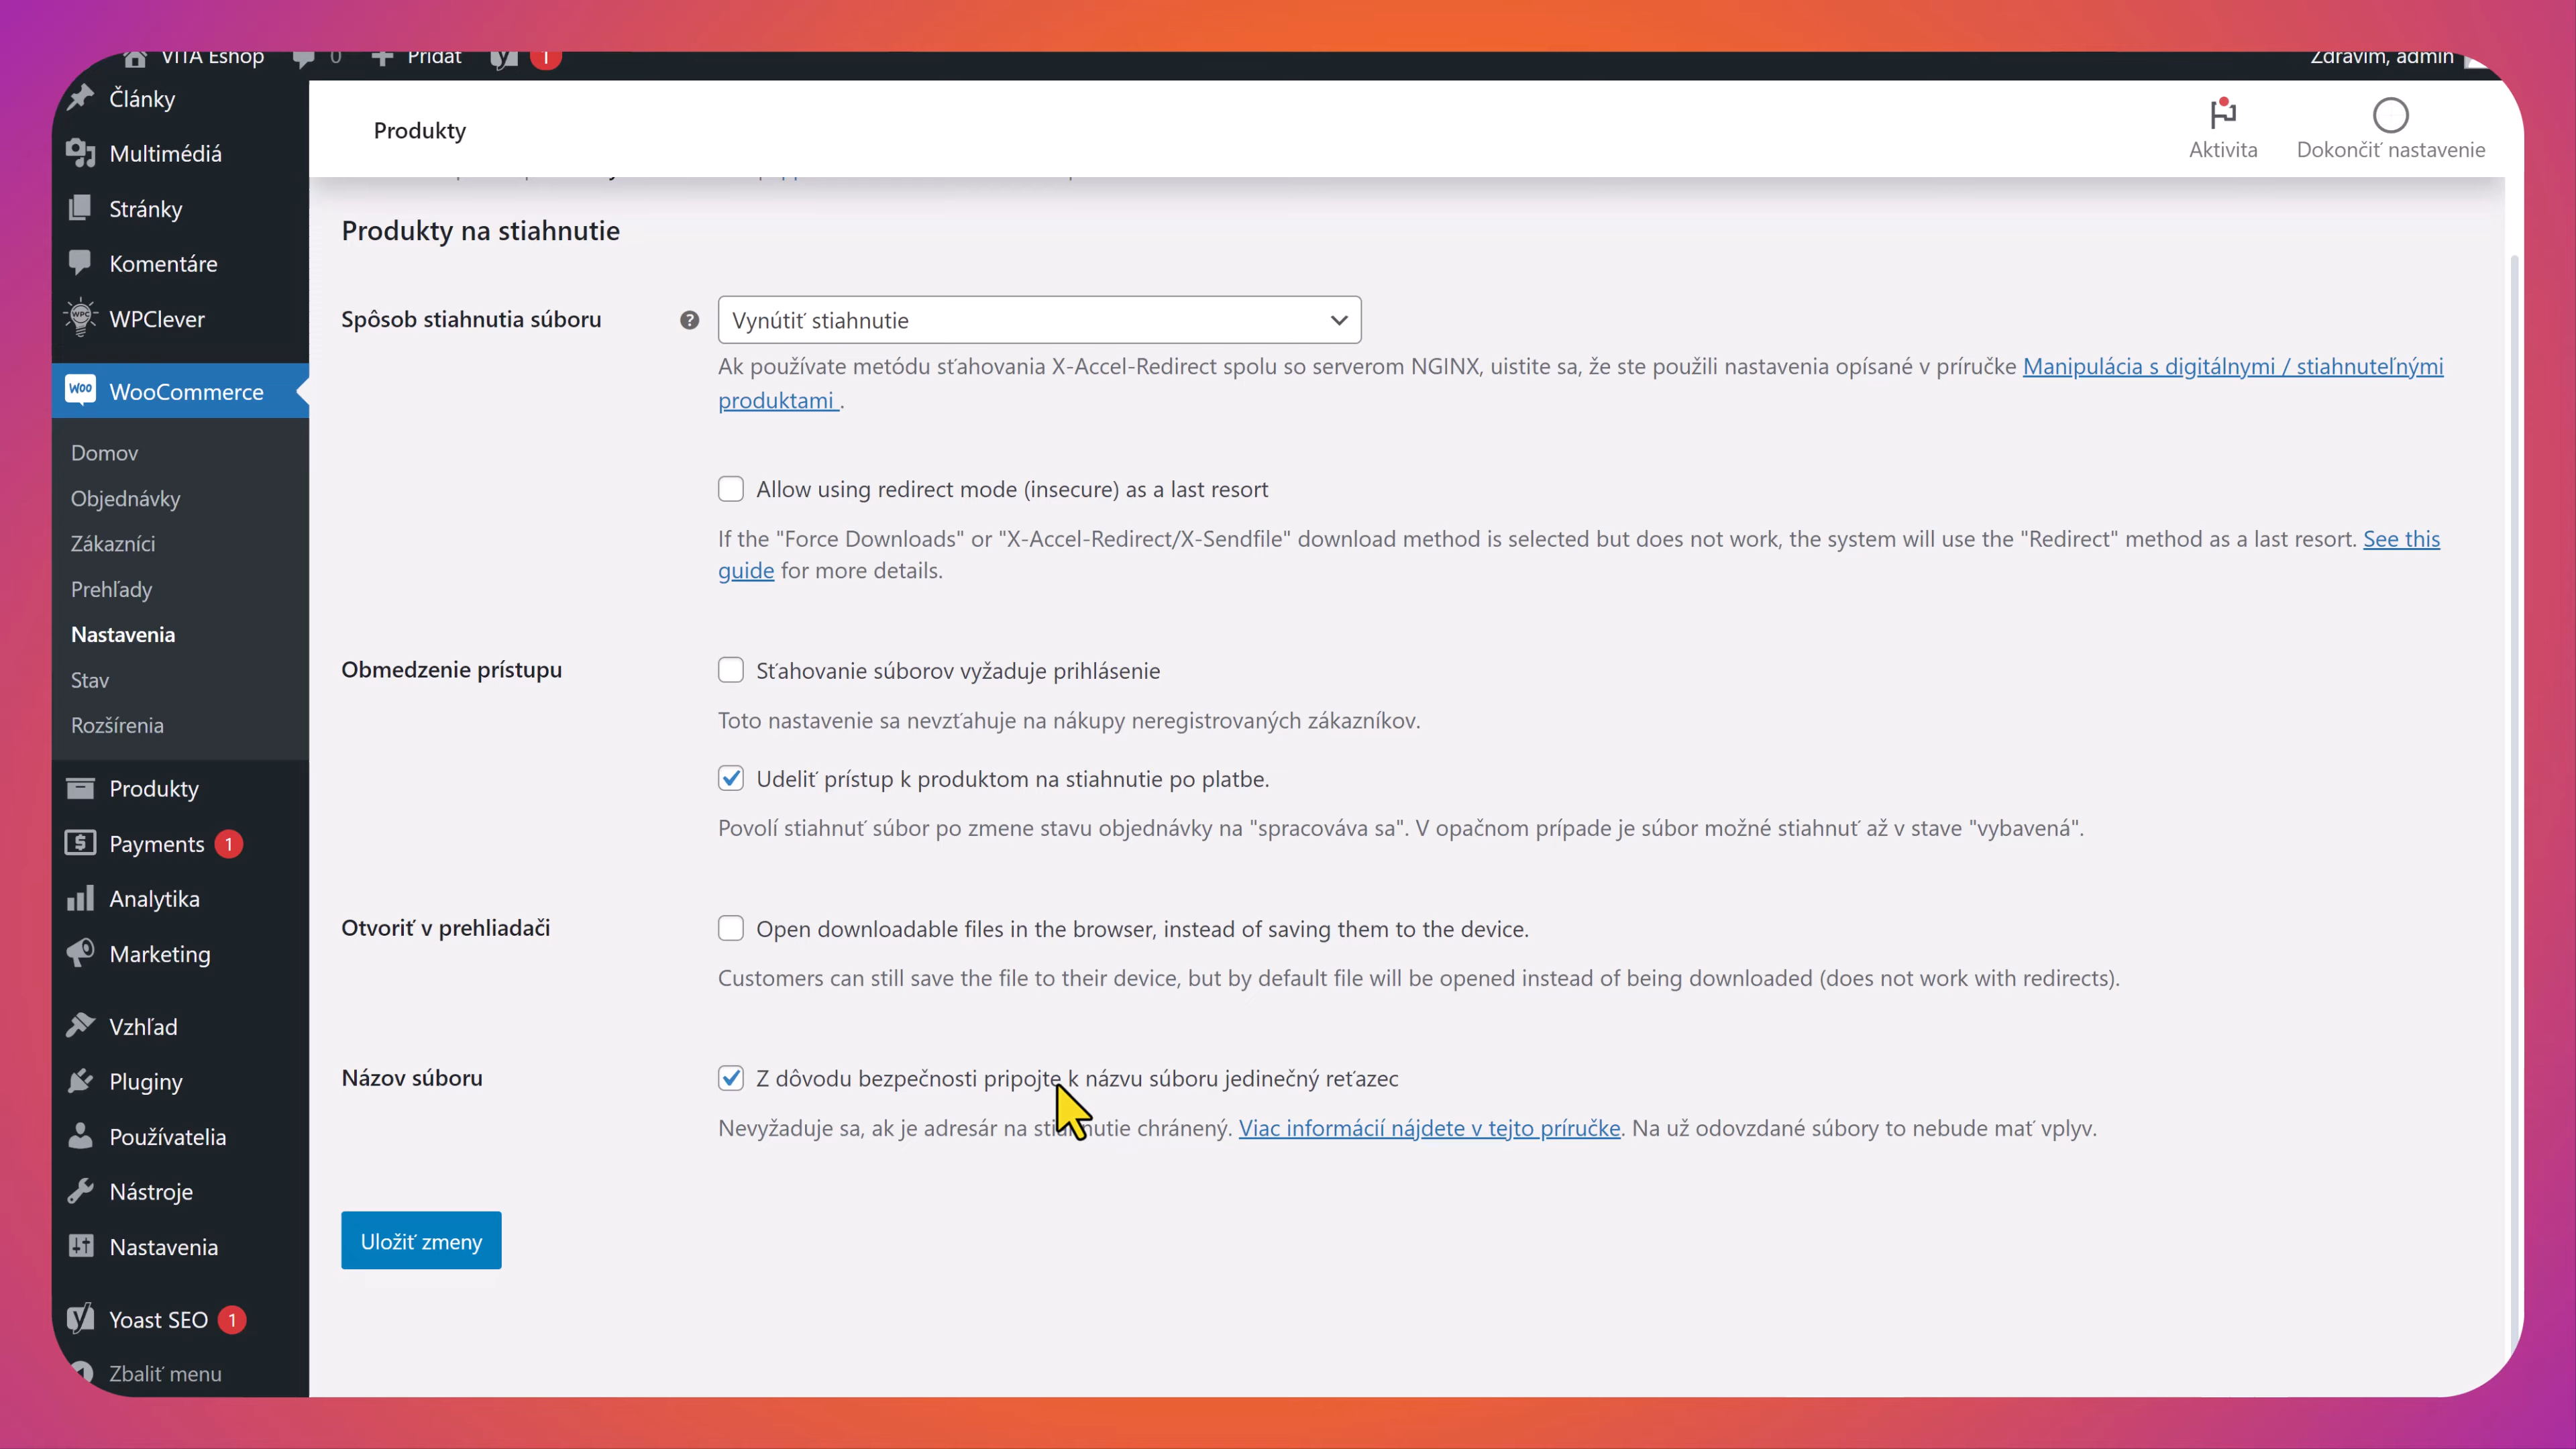 VITA Eshop 0 Pridať 1 Zdravím, admin
Články
Multimédiá
Stránky
Komentáre
WPClever
WooCommerce
Domov
Objednávky
Zákazníci
Prehľady
Nastavenia
Stav
Rozšírenia
Produkty
Payments 1
Analytika
Marketing
Vzhľad
Pluginy
Používatelia
Nástroje
Nastavenia
Yoast SEO 1
Zbaliť menu
Produkty
Aktivita
Dokončiť nastavenie
Produkty na stiahnutie
Spôsob stiahnutia súboru
Vynútiť stiahnutie
Ak používate metódu sťahovania X-Accel-Redirect spolu so serverom NGINX, uistite sa, že ste použili nastavenia opísané v príručke Manipulácia s digitálnymi / stiahnuteľnými
produktami .
Allow using redirect mode (insecure) as a last resort
If the "Force Downloads" or "X-Accel-Redirect/X-Sendfile" download method is selected but does not work, the system will use the "Redirect" method as a last resort. See this
guide for more details.
Obmedzenie prístupu
Sťahovanie súborov vyžaduje prihlásenie
Toto nastavenie sa nevzťahuje na nákupy neregistrovaných zákazníkov.
Udeliť prístup k produktom na stiahnutie po platbe.
Povolí stiahnuť súbor po zmene stavu objednávky na "spracováva sa". V opačnom prípade je súbor možné stiahnuť až v stave "vybavená".
Otvoriť v prehliadači
Open downloadable files in the browser, instead of saving them to the device.
Customers can still save the file to their device, but by default file will be opened instead of being downloaded (does not work with redirects).
Názov súboru
Z dôvodu bezpečnosti pripojte k názvu súboru jedinečný reťazec
Nevyžaduje sa, ak je adresár na stiahnutie chránený. Viac informácií nájdete v tejto príručke. Na už odovzdané súbory to nebude mať vplyv.
Uložiť zmeny